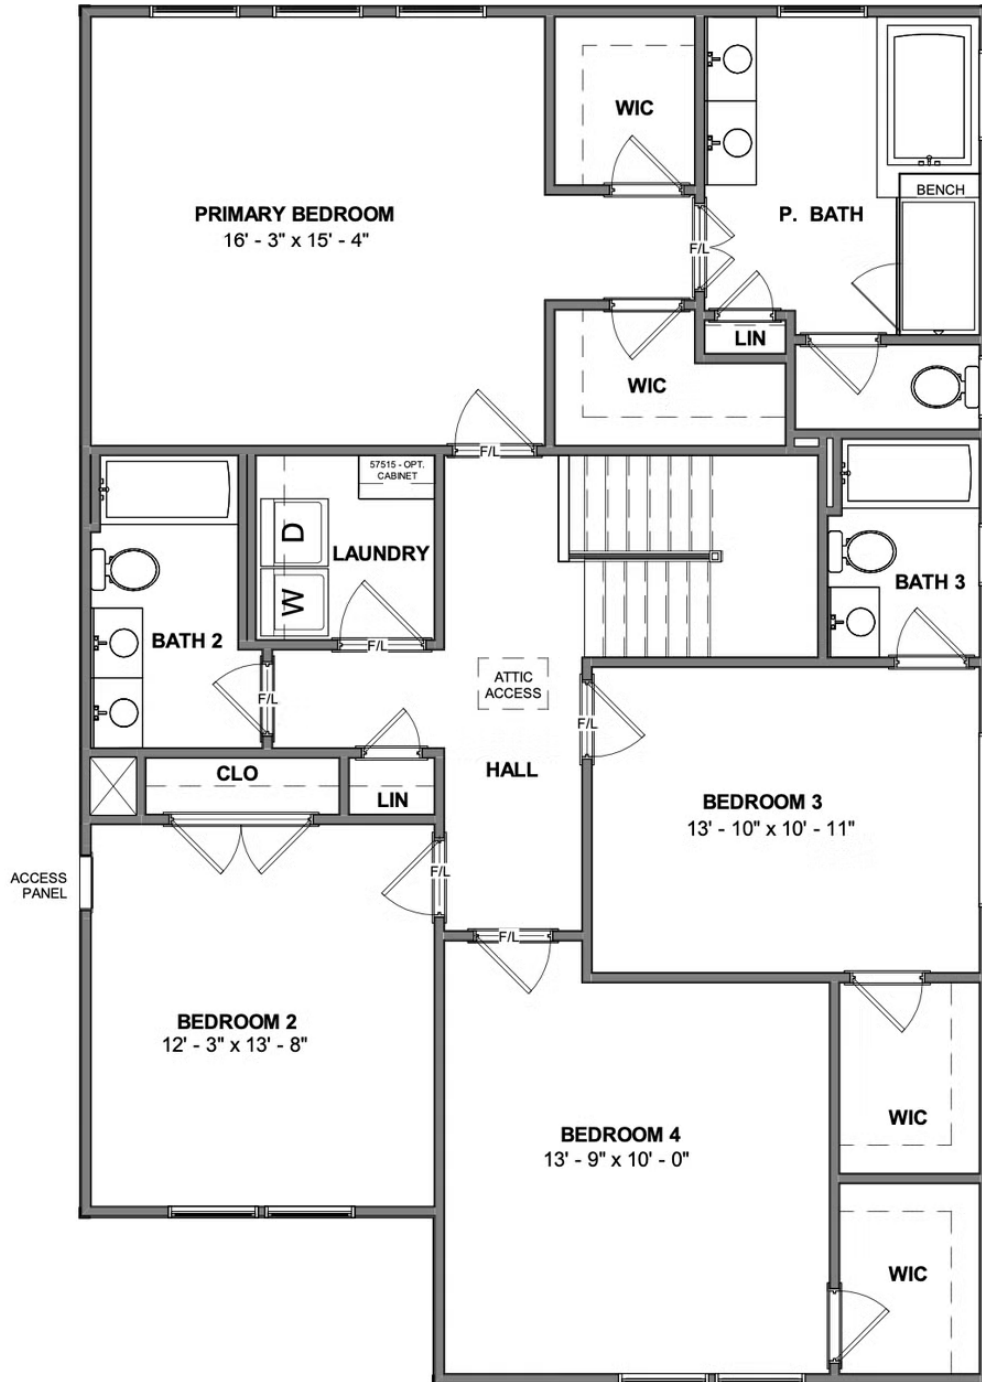 WIC
PRIMARY BEDROOM
16' - 3" x 15' - 4"
BENCH
P. BATH
F/L
LIN
WIC
F/L
57515 - OPT.
CABINET
D
LAUNDRY
W
BATH 3
BATH 2
F/L
ATTIC
ACCESS
F/L
F/L
HALL
CLO
LIN
BEDROOM 3
13' - 10" x 10' - 11"
ACCESS
PANEL
F/L
F/L
BEDROOM 2
12' - 3" x 13' - 8"
WIC
BEDROOM 4
13' - 9" x 10' - 0"
WIC